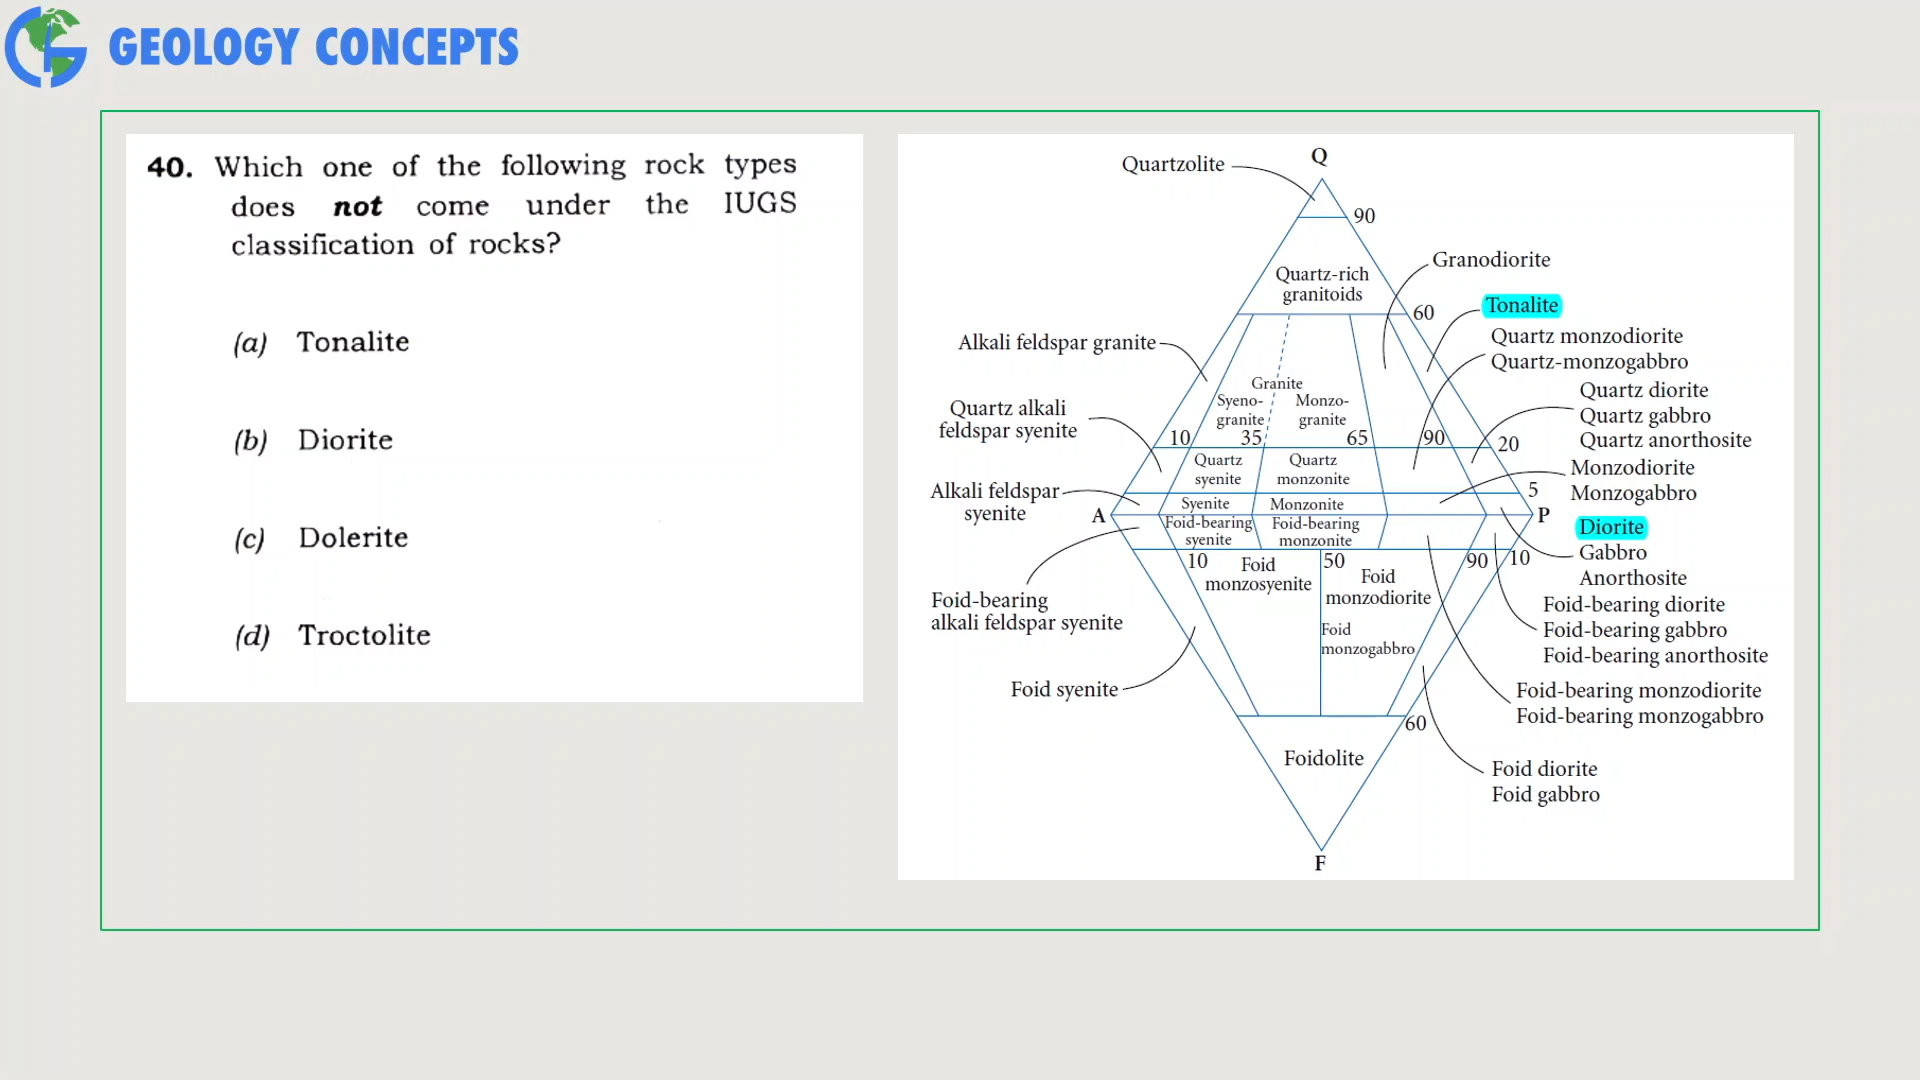 GEOLOGY CONCEPTS
40. Which one of the following rock types
does not come under the IUGS
classification of rocks?
(a) Tonalite
(b) Diorite
(c) Dolerite
(d) Troctolite
Q
Quartzolite
90
Granodiorite
Quartz-rich
granitoids
Tonalite
60
Quartz monzodiorite
Quartz-monzogabbro
Alkali feldspar granite
Granite
Syeno-
granite
Monzo-
granite
Quartz diorite
Quartz gabbro
Quartz anorthosite
Quartz alkali
feldspar syenite
10
35
65
90
20
Quartz
syenite
Quartz
monzonite
Monzodiorite
Monzogabbro
Alkali feldspar
syenite
Syenite
Monzonite
5
A
P
Foid-bearing
syenite
Foid-bearing
monzonite
Diorite
Gabbro
Anorthosite
10
50
90
10
Foid
monzosyenite
Foid
monzodiorite
Foid
monzogabbro
Foid-bearing
alkali feldspar syenite
Foid-bearing diorite
Foid-bearing gabbro
Foid-bearing anorthosite
Foid syenite
Foid-bearing monzodiorite
Foid-bearing monzogabbro
60
Foidolite
Foid diorite
Foid gabbro
F